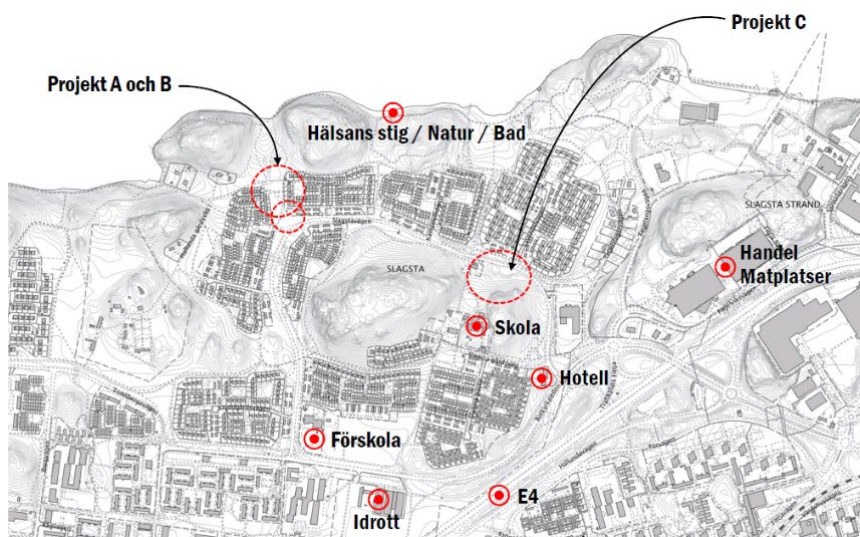 Projekt C
Projekt A och B
Hälsans stig / Natur / Bad
SLAGSTA STRAND
Handel
Matplatser
SLAGSTA
Skola
Hotell
Förskola
E4
Idrott